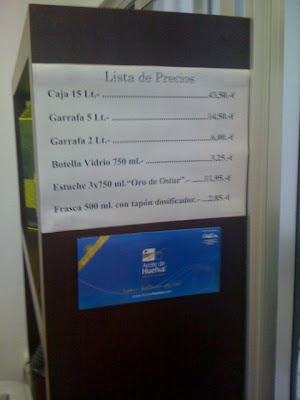 Lista de Precios
Caja 15 Lt.- 43,50.-€
Garrafa 5 Lt.- 14,50.-€
Garrafa 2 Lt.- 6,00.-€
Botella Vidrio 750 ml.- 3,25.-€
Estuche 3x750 ml."Oro de Ostur".- 11,95.-€
Frasca 500 ml. con tapón dosificador.- 2,85.-€
Aceite de
Huelva